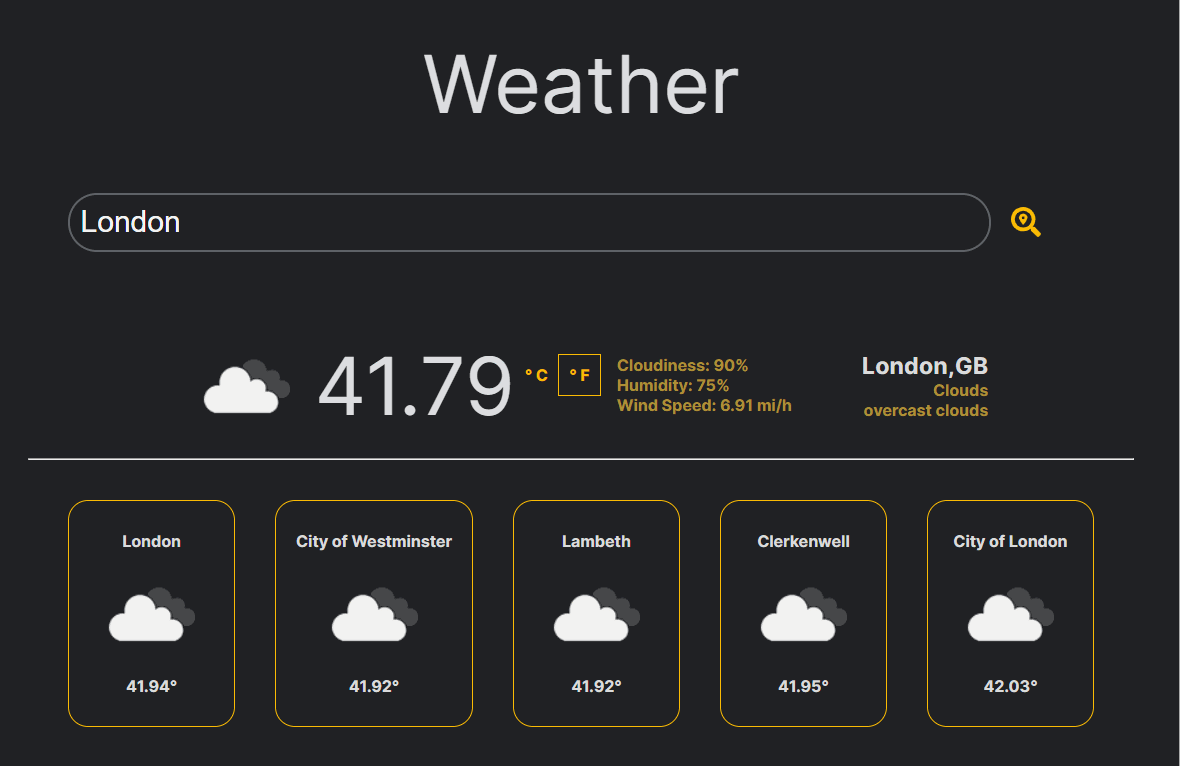 Weather
London
41.79 ° C ° F
Cloudiness: 90%
Humidity: 75%
Wind Speed: 6.91 mi/h
London,GB
Clouds
overcast clouds
London
41.94°
City of Westminster
41.92°
Lambeth
41.92°
Clerkenwell
41.95°
City of London
42.03°